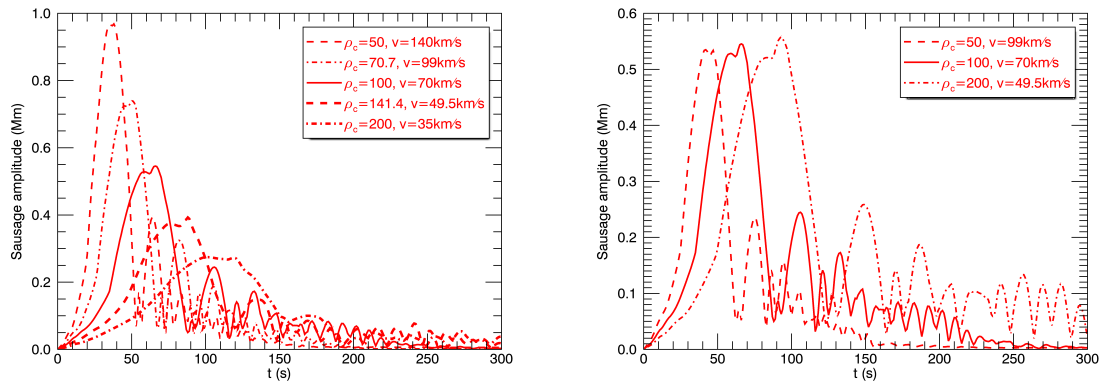 1.0
0.8
0.6
0.4
0.2
0.0
Sausage amplitude (Mm)
0 50 100 150 200 250 300
t (s)
ρc=50, v=140km/s
ρc=70.7, v=99km/s
ρc=100, v=70km/s
ρc=141.4, v=49.5km/s
ρc=200, v=35km/s
0.6
0.5
0.4
0.3
0.2
0.1
0.0
Sausage amplitude (Mm)
0 50 100 150 200 250 300
t (s)
ρc=50, v=99km/s
ρc=100, v=70km/s
ρc=200, v=49.5km/s